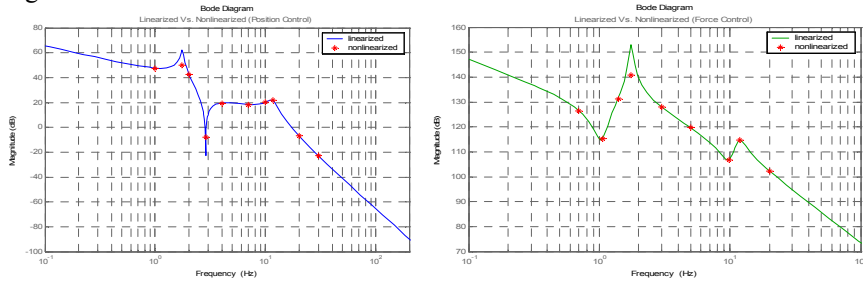 Bode Diagram
Linearized Vs. Nonlinearized (Position Control)
linearized
nonlinearized
Magnitude (dB)
80
60
40
20
0
-20
-40
-60
-80
-100
10^-1
10^0
10^1
10^2
Frequency (Hz)
Bode Diagram
Linearized Vs. Nonlinearized (Force Control)
linearized
nonlinearized
Magnitude (dB)
160
150
140
130
120
110
100
90
80
70
10^-1
10^0
10^1
10^2
Frequency (Hz)